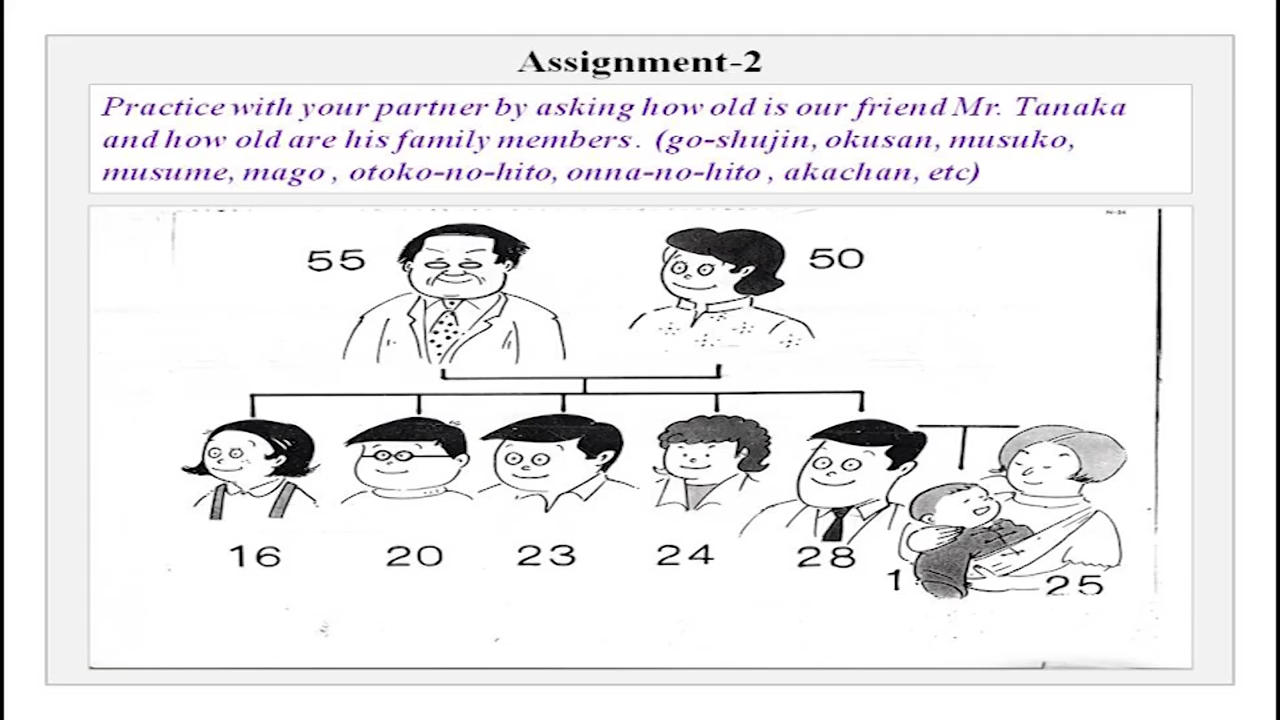 Assignment-2
Practice with your partner by asking how old is our friend Mr. Tanaka
and how old are his family members. (go-shujin, okusan, musuko,
musume, mago , otoko-no-hito, onna-no-hito , akachan, etc)
55
50
16
20
23
24
28
1
25